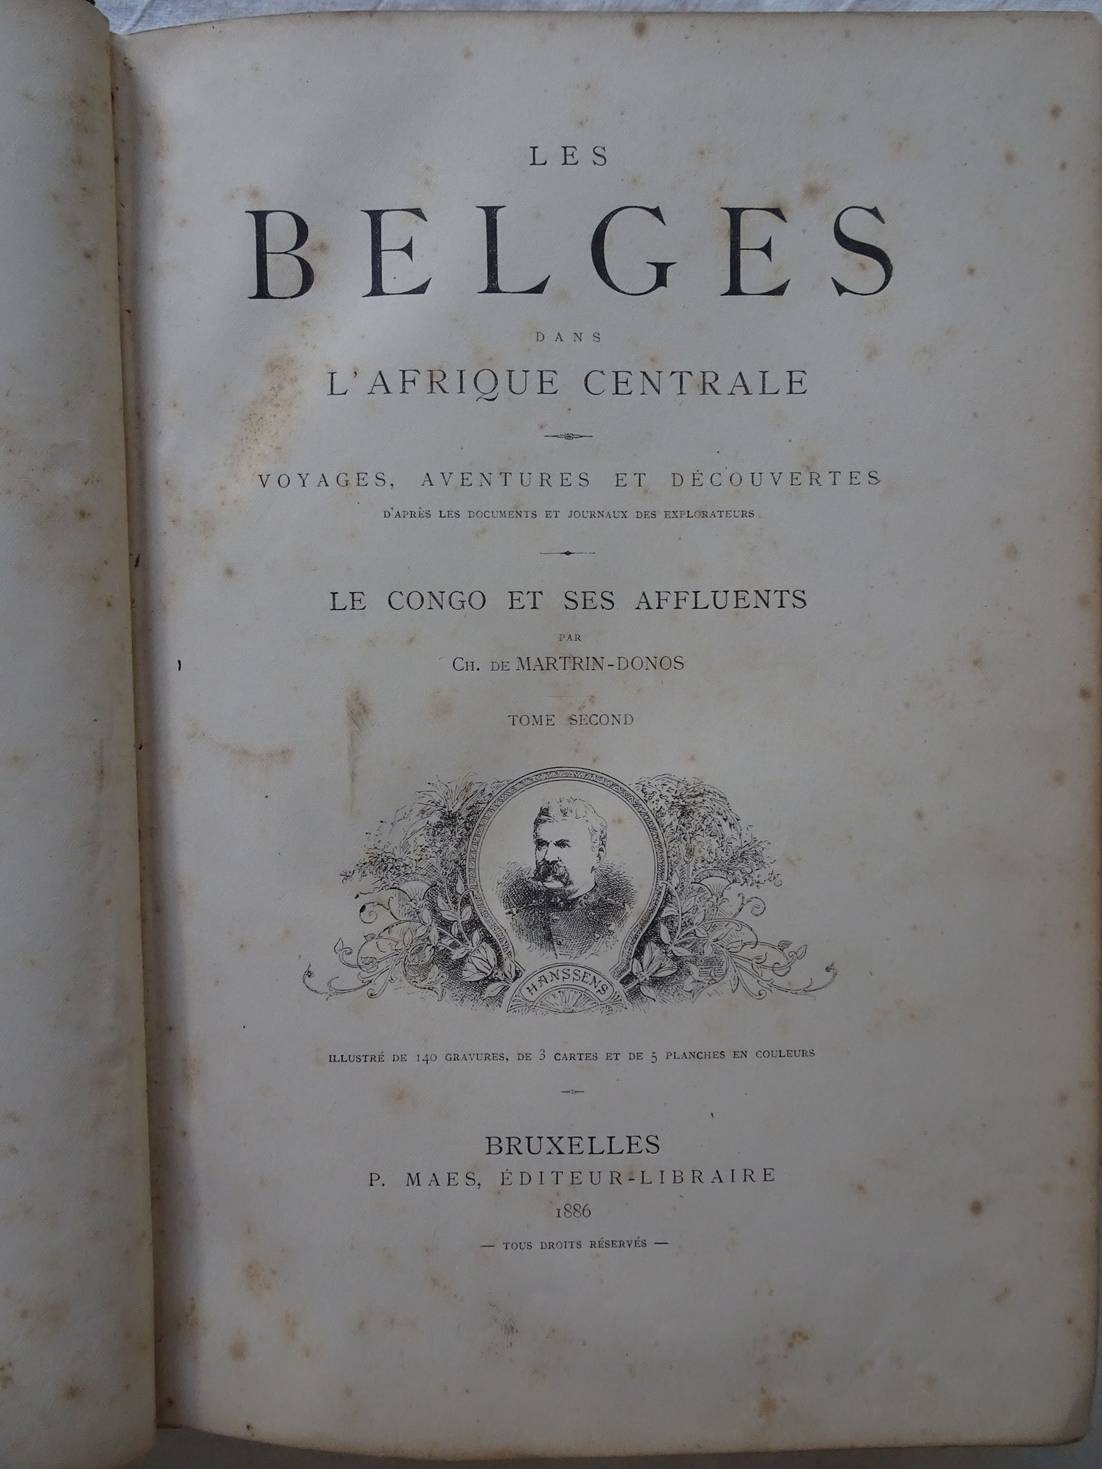 LES
BELGES
DANS
L'AFRIQUE CENTRALE
VOYAGES, AVENTURES ET DÉCOUVERTES
D'APRÈS LES DOCUMENTS ET JOURNAUX DES EXPLORATEURS
LE CONGO ET SES AFFLUENTS
PAR
CH. DE MARTRIN-DONOS
TOME SECOND
HANSSENS
ILLUSTRÉ DE 140 GRAVURES, DE 3 CARTES ET DE 5 PLANCHES EN COULEURS
BRUXELLES
P. MAES, ÉDITEUR-LIBRAIRE
1886
— TOUS DROITS RÉSERVÉS —